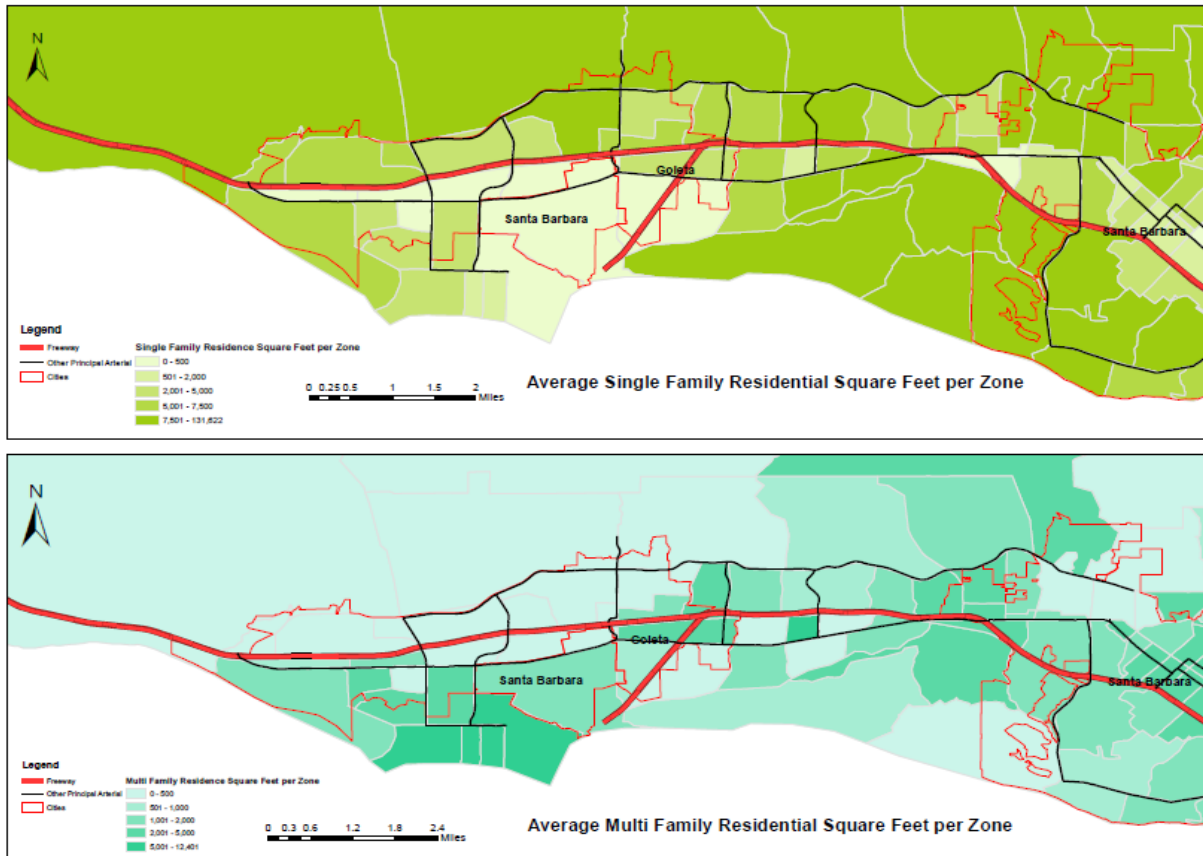 N
Goleta
Santa Barbara
Santa Barbara
Legend
Freeway
Single Family Residence Square Feet per Zone
Other Principal Arterial
0 - 500
Cities
501 - 2,000
2,001 - 5,000
5,001 - 7,500
7,501 - 131,622
0 0.25 0.5 1 1.5 2
Miles
Average Single Family Residential Square Feet per Zone
N
Goleta
Santa Barbara
Santa Barbara
Legend
Freeway
Multi Family Residence Square Feet per Zone
Other Principal Arterial
0 - 500
Cities
501 - 1,000
1,001 - 2,000
2,001 - 5,000
5,001 - 12,401
0 0.3 0.6 1.2 1.8 2.4
Miles
Average Multi Family Residential Square Feet per Zone